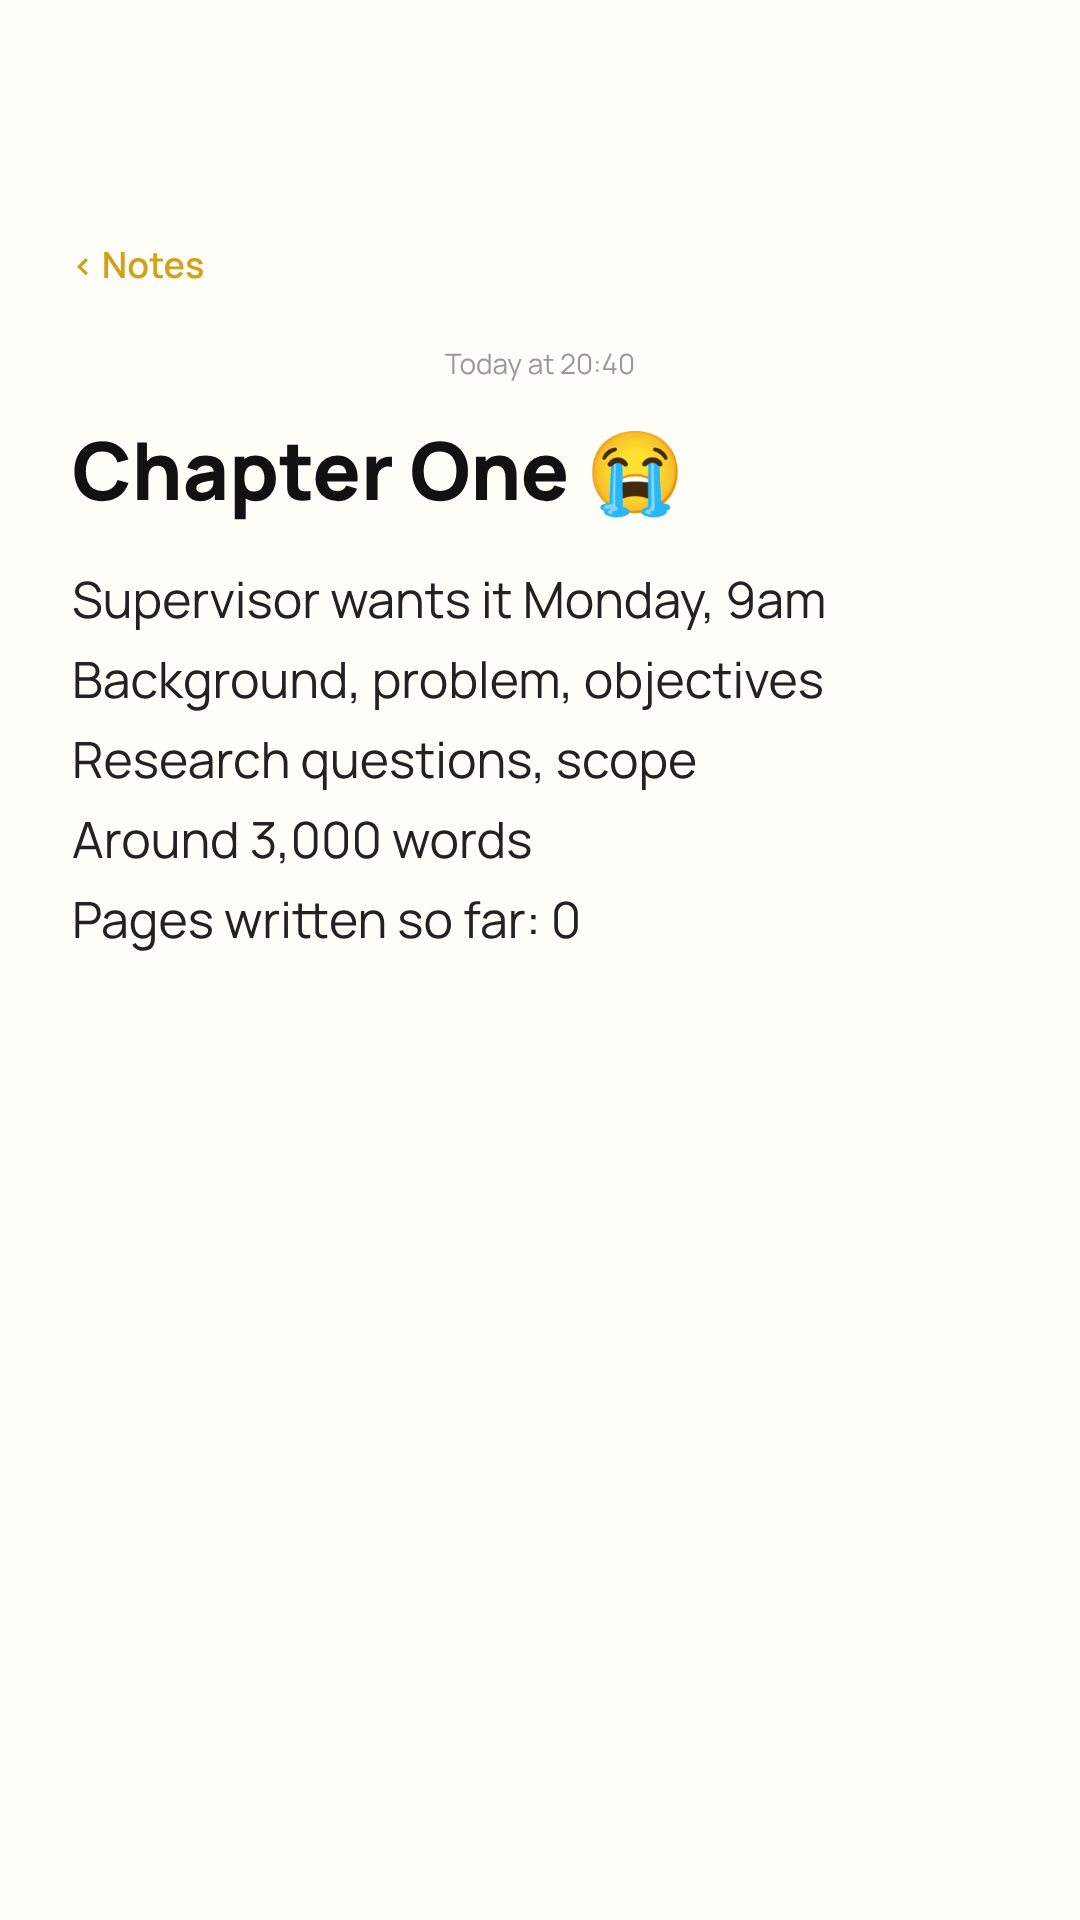 ‹ Notes
Today at 20:40
Chapter One 😭
Supervisor wants it Monday, 9am
Background, problem, objectives
Research questions, scope
Around 3,000 words
Pages written so far: 0